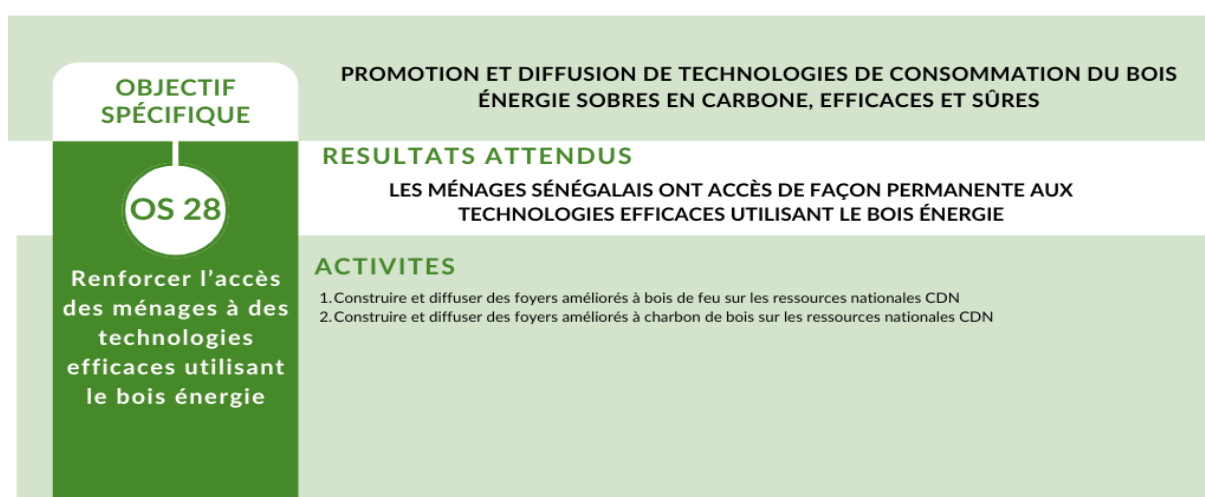 OBJECTIF
SPÉCIFIQUE
OS 28
Renforcer l’accès
des ménages à des
technologies
efficaces utilisant
le bois énergie
PROMOTION ET DIFFUSION DE TECHNOLOGIES DE CONSOMMATION DU BOIS
ÉNERGIE SOBRES EN CARBONE, EFFICACES ET SÛRES
RESULTATS ATTENDUS
LES MÉNAGES SÉNÉGALAIS ONT ACCÈS DE FAÇON PERMANENTE AUX
TECHNOLOGIES EFFICACES UTILISANT LE BOIS ÉNERGIE
ACTIVITES
1. Construire et diffuser des foyers améliorés à bois de feu sur les ressources nationales CDN
2. Construire et diffuser des foyers améliorés à charbon de bois sur les ressources nationales CDN